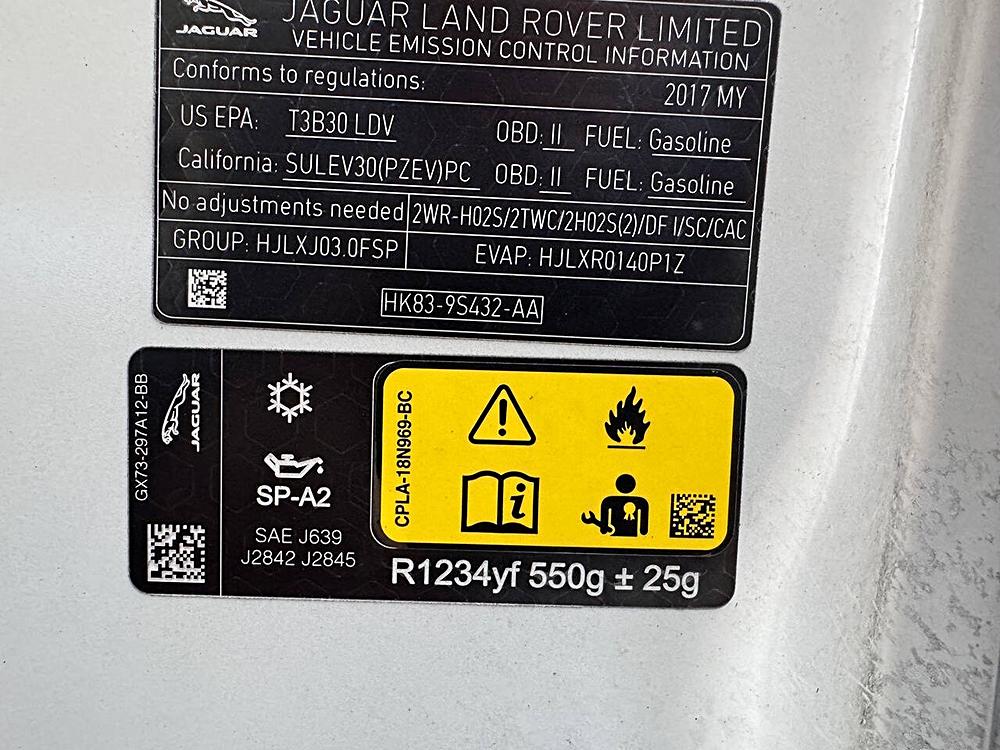 JAGUAR
JAGUAR LAND ROVER LIMITED
VEHICLE EMISSION CONTROL INFORMATION
Conforms to regulations:
2017 MY
US EPA: T3B30 LDV OBD: II FUEL: Gasoline
California: SULEV30(PZEV)PC OBD: II FUEL: Gasoline
No adjustments needed
2WR-H02S/2TWC/2H02S(2)/DF I/SC/CAC
GROUP: HJLXJ03.0FSP
EVAP: HJLXR0140P1Z
HK83-9S432-AA
GX73-297A12-BB
JAGUAR
SP-A2
SAE J639
J2842 J2845
CPLA-18N969-BC
R1234yf 550g ± 25g